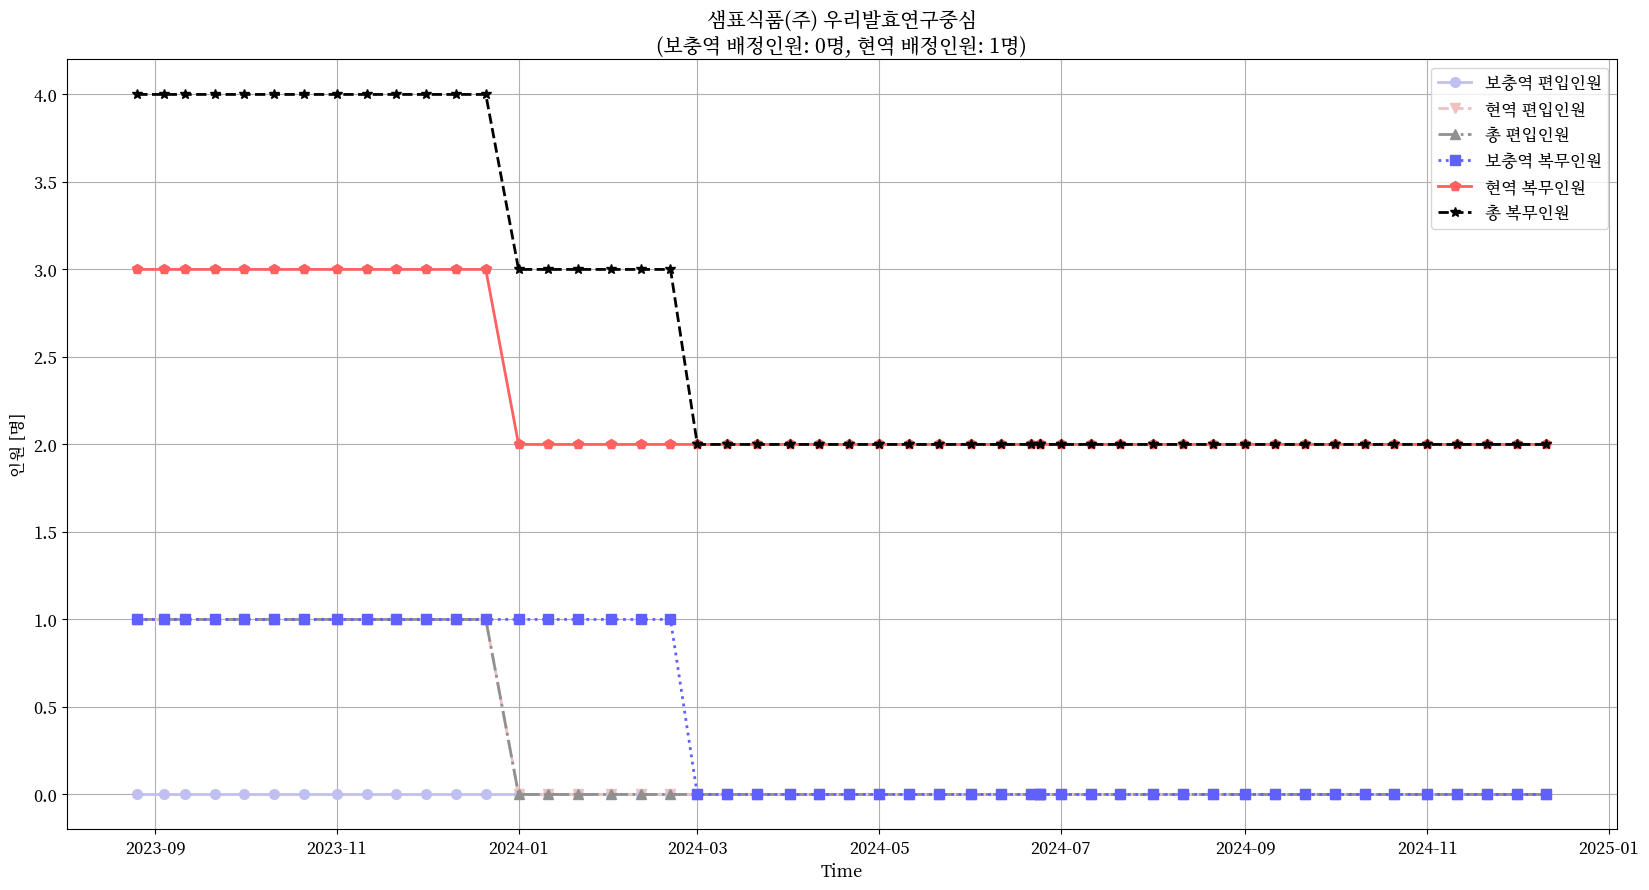 샘표식품(주) 우리발효연구중심
(보충역 배정인원: 0명, 현역 배정인원: 1명)
보충역 편입인원
현역 편입인원
총 편입인원
보충역 복무인원
현역 복무인원
총 복무인원
인원 [명]
4.0
3.5
3.0
2.5
2.0
1.5
1.0
0.5
0.0
2023-09 2023-11 2024-01 2024-03 2024-05 2024-07 2024-09 2024-11 2025-01
Time